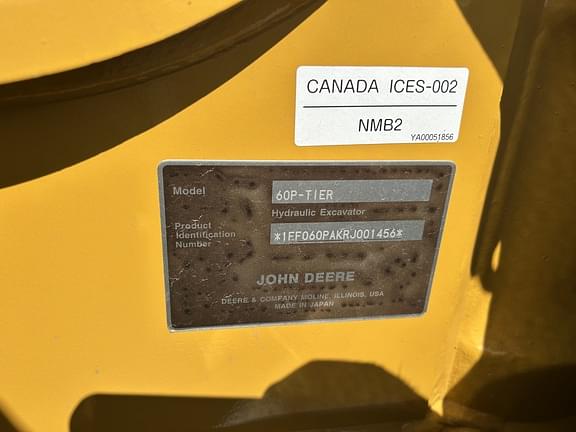 CANADA ICES-002
NMB2
YA00051856
Model 60P-TIER
Hydraulic Excavator
Product
Identification
Number
*1FF060PAKRJ001456*
JOHN DEERE
DEERE & COMPANY MOLINE, ILLINOIS, USA
MADE IN JAPAN